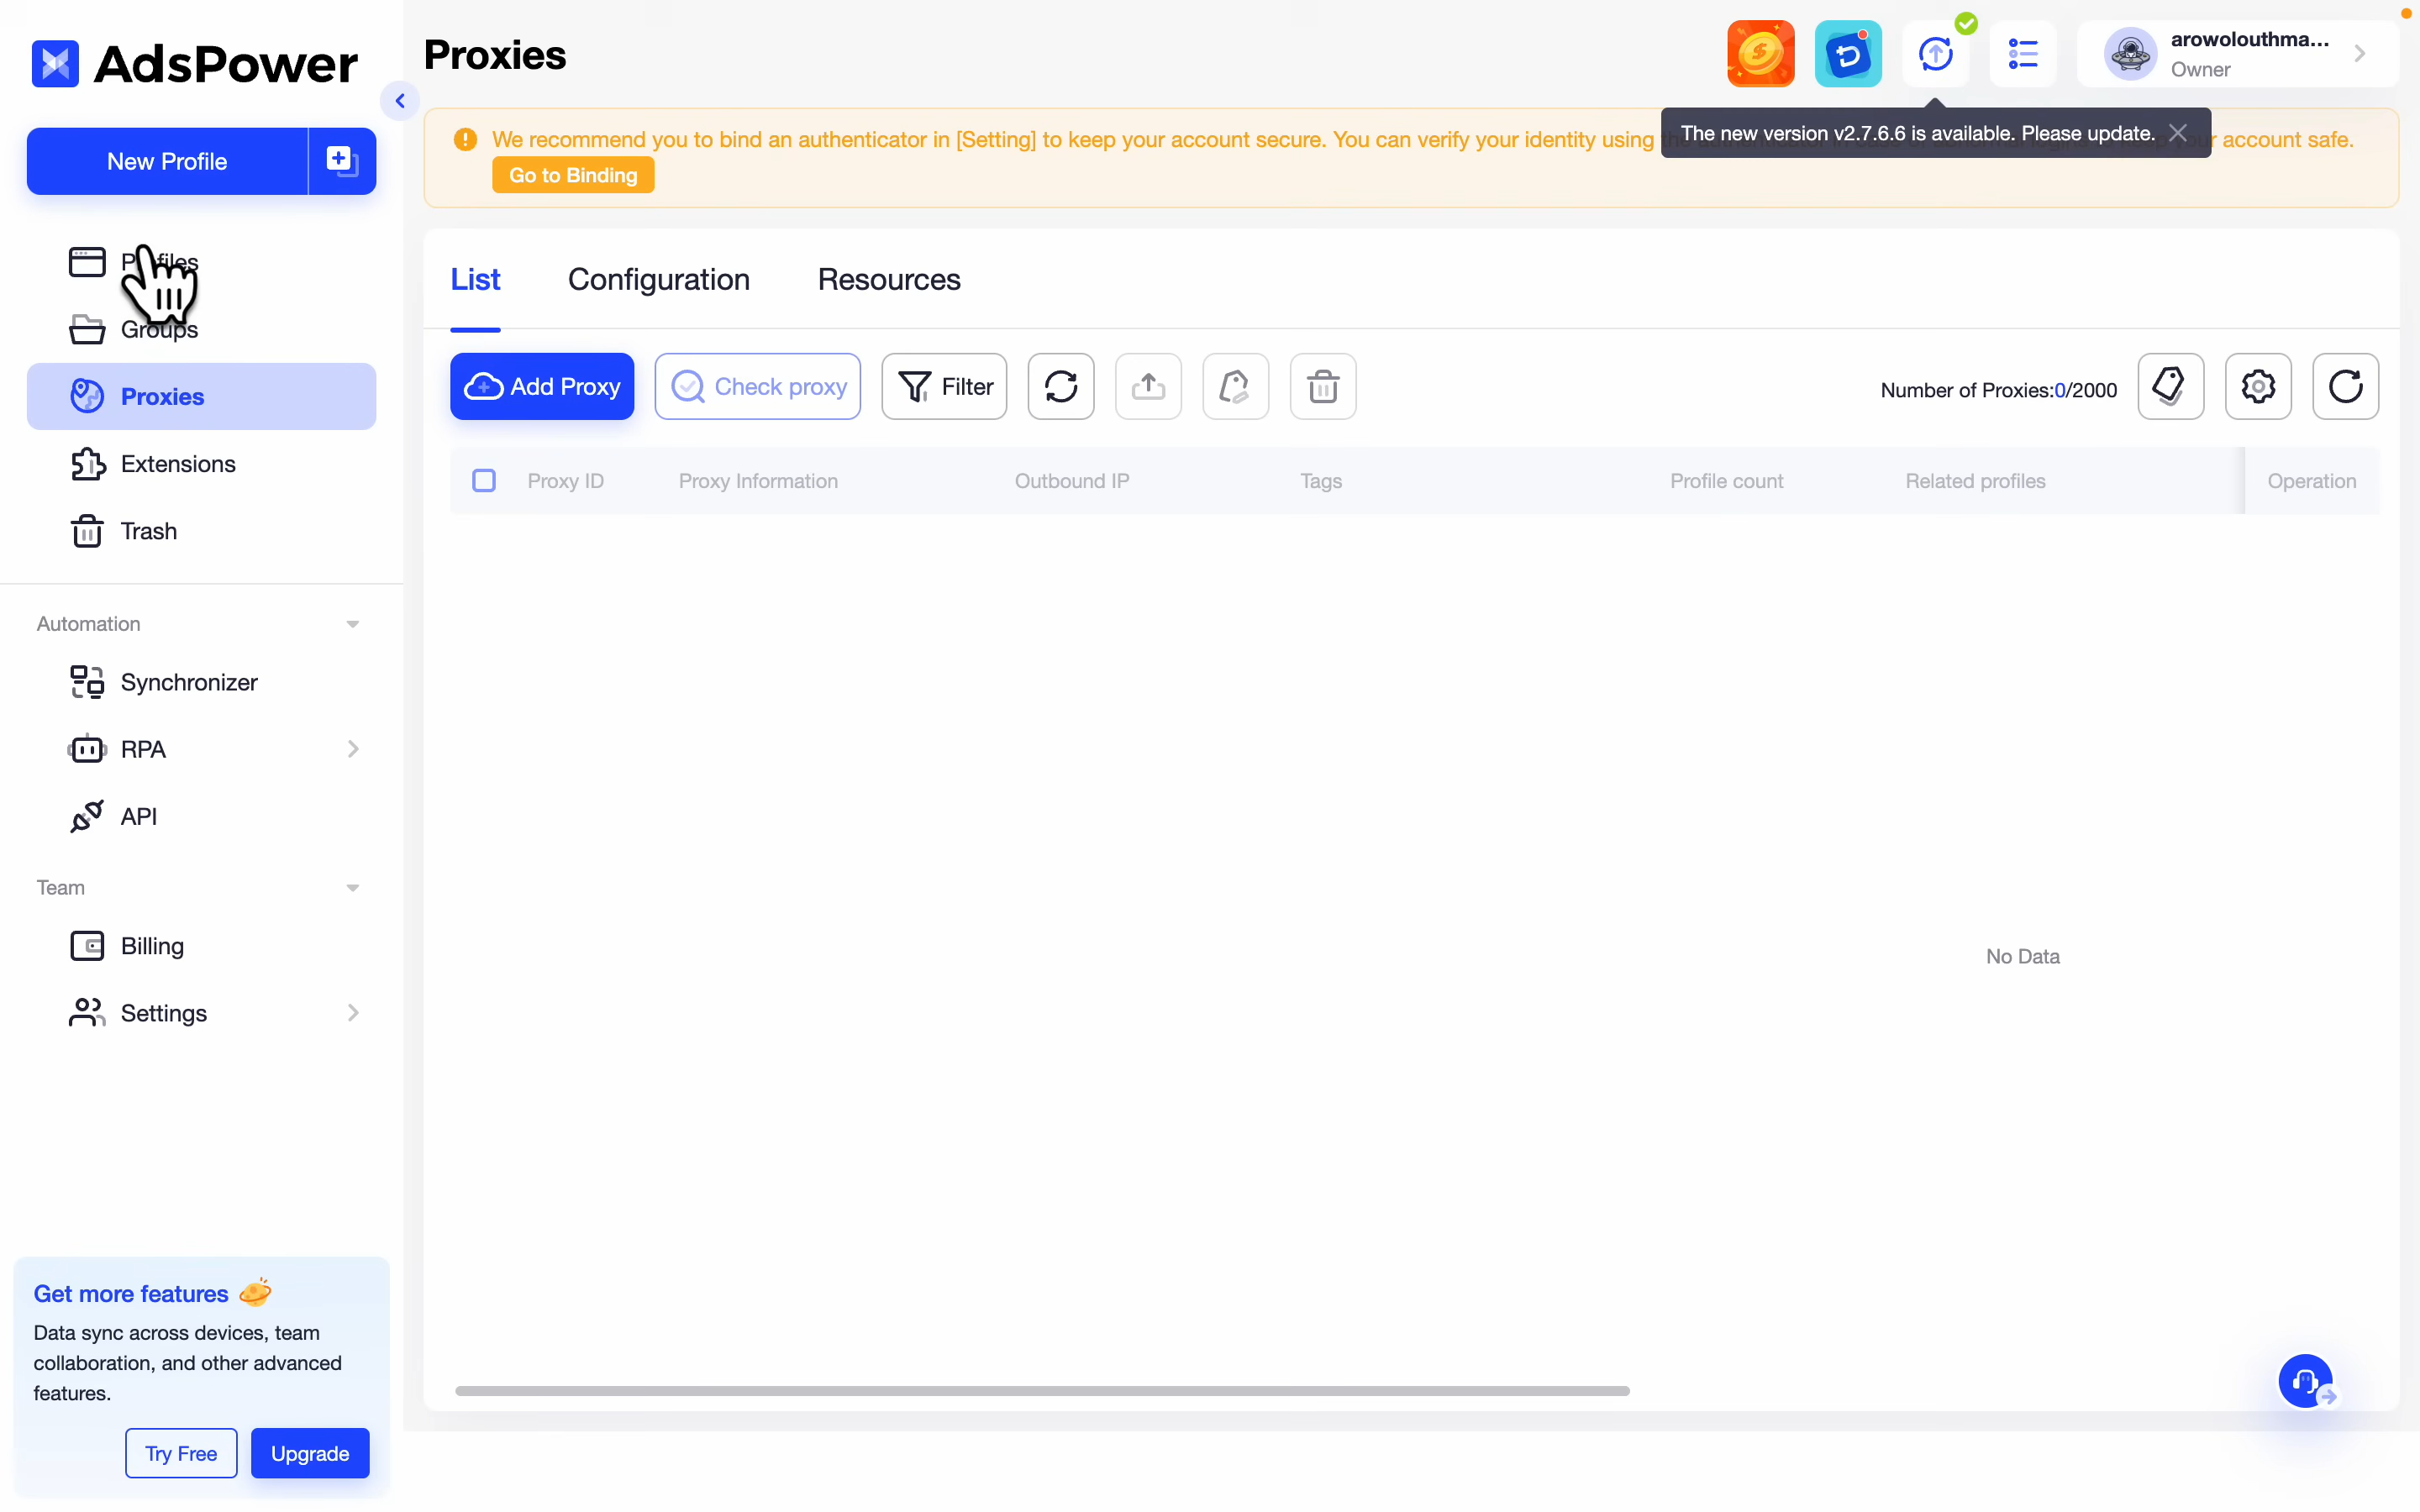 AdsPower
New Profile
Profiles
Groups
Proxies
Extensions
Trash
Automation
Synchronizer
RPA
API
Team
Billing
Settings
Get more features
Data sync across devices, team
collaboration, and other advanced
features.
Try Free
Upgrade
Proxies
arowolouthma...
Owner
We recommend you to bind an authenticator in [Setting] to keep your account secure. You can verify your identity using
account safe.
The new version v2.7.6.6 is available. Please update.
Go to Binding
List
Configuration
Resources
Add Proxy
Check proxy
Filter
Number of Proxies:0/2000
Proxy ID
Proxy Information
Outbound IP
Tags
Profile count
Related profiles
Operation
No Data